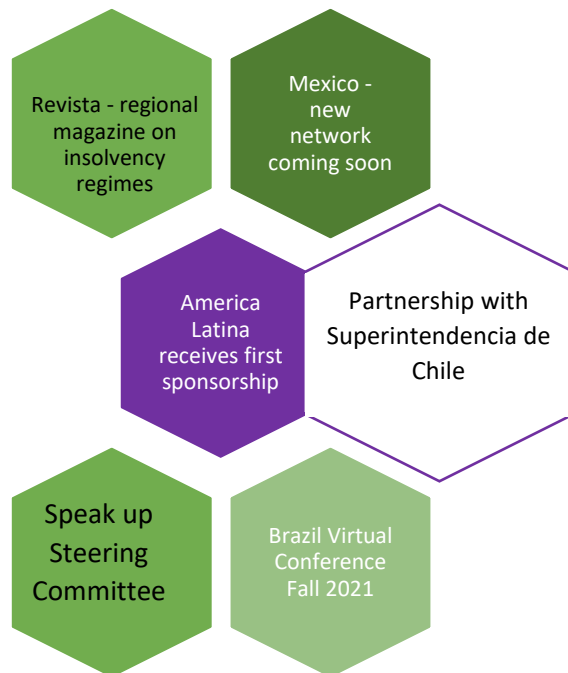 Revista - regional
magazine on
insolvency
regimes
Mexico -
new
network
coming soon
America
Latina
receives first
sponsorship
Partnership with
Superintendencia de
Chile
Speak up
Steering
Committee
Brazil Virtual
Conference
Fall 2021